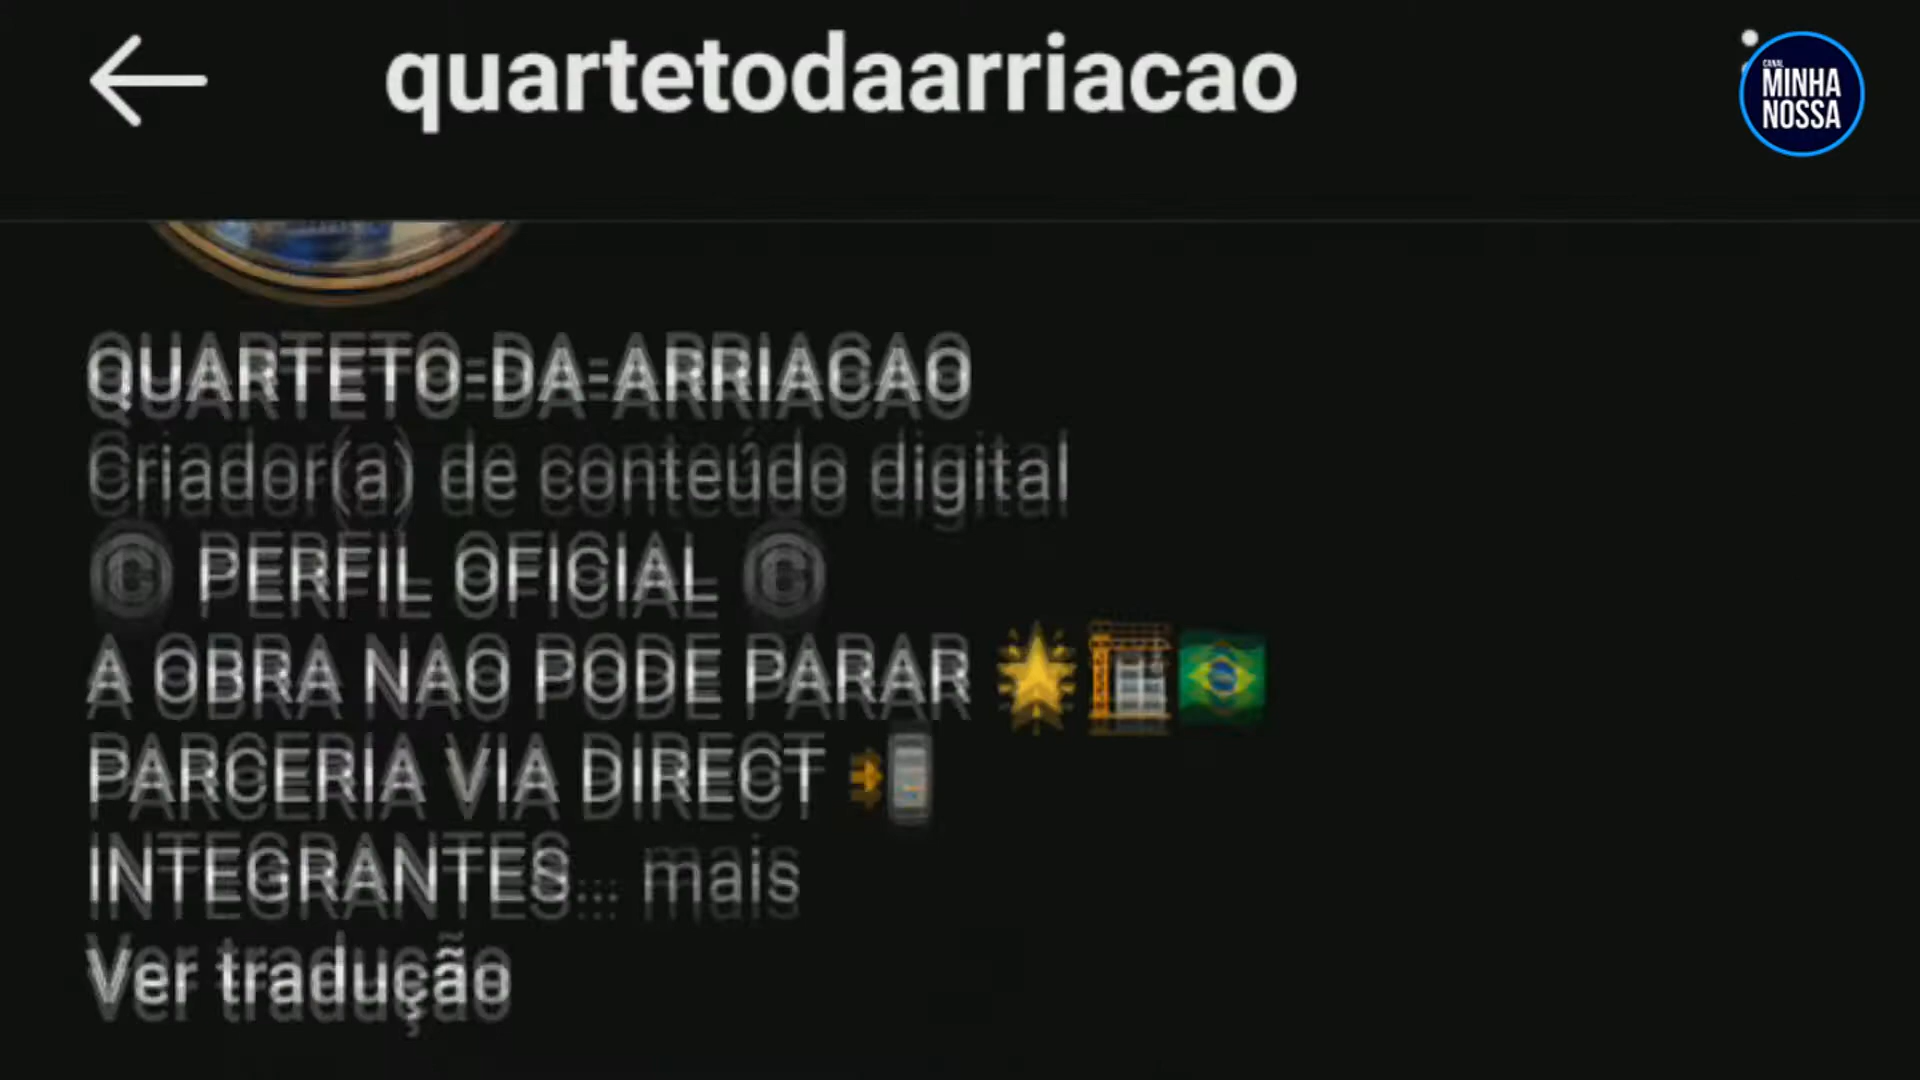 quartetodaarriacao
CANAL
MINHA
NOSSA
QUARTETO-DA-ARRIACAO
Criador(a) de conteúdo digital
© PERFIL OFICIAL ©
A OBRA NAO PODE PARAR 🌟🏗️🇧🇷
PARCERIA VIA DIRECT 📲
INTEGRANTES... mais
Ver tradução